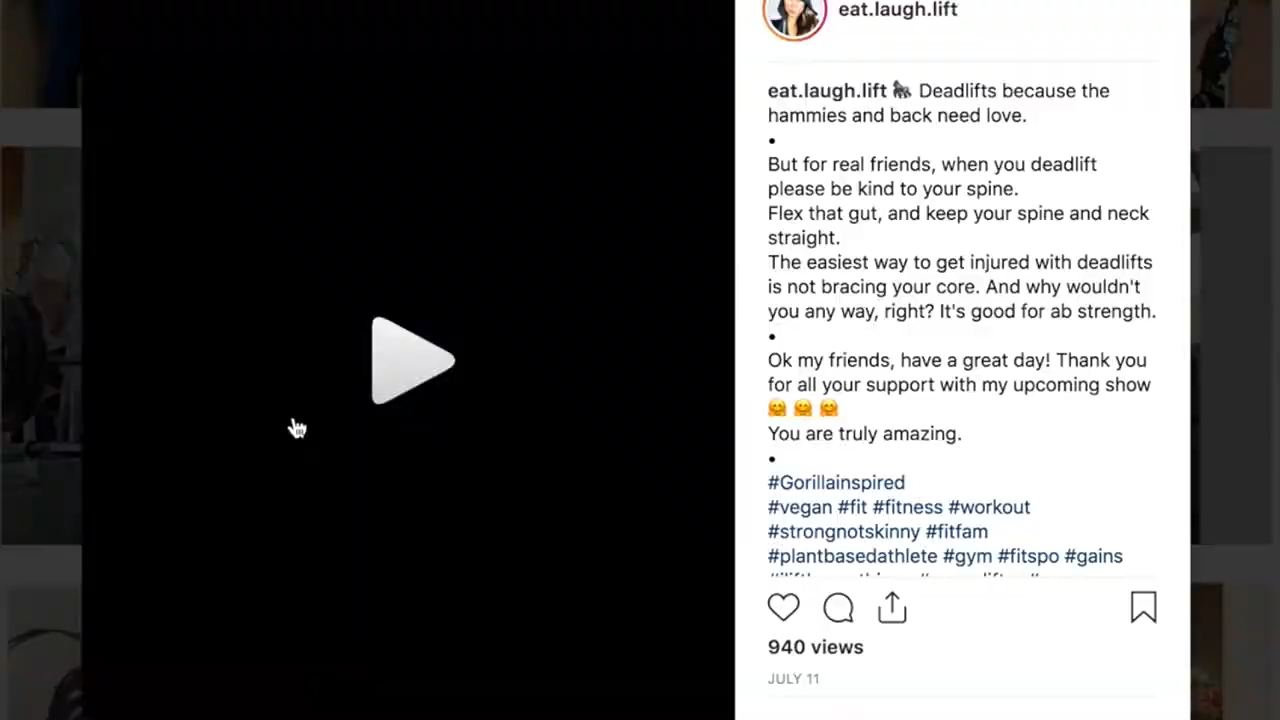 eat.laugh.lift
eat.laugh.lift 🦍 Deadlifts because the
hammies and back need love.
•
But for real friends, when you deadlift
please be kind to your spine.
Flex that gut, and keep your spine and neck
straight.
The easiest way to get injured with deadlifts
is not bracing your core. And why wouldn't
you any way, right? It's good for ab strength.
•
Ok my friends, have a great day! Thank you
for all your support with my upcoming show
🤗 🤗 🤗
You are truly amazing.
•
#Gorillainspired
#vegan #fit #fitness #workout
#strongnotskinny #fitfam
#plantbasedathlete #gym #fitspo #gains
940 views
JULY 11